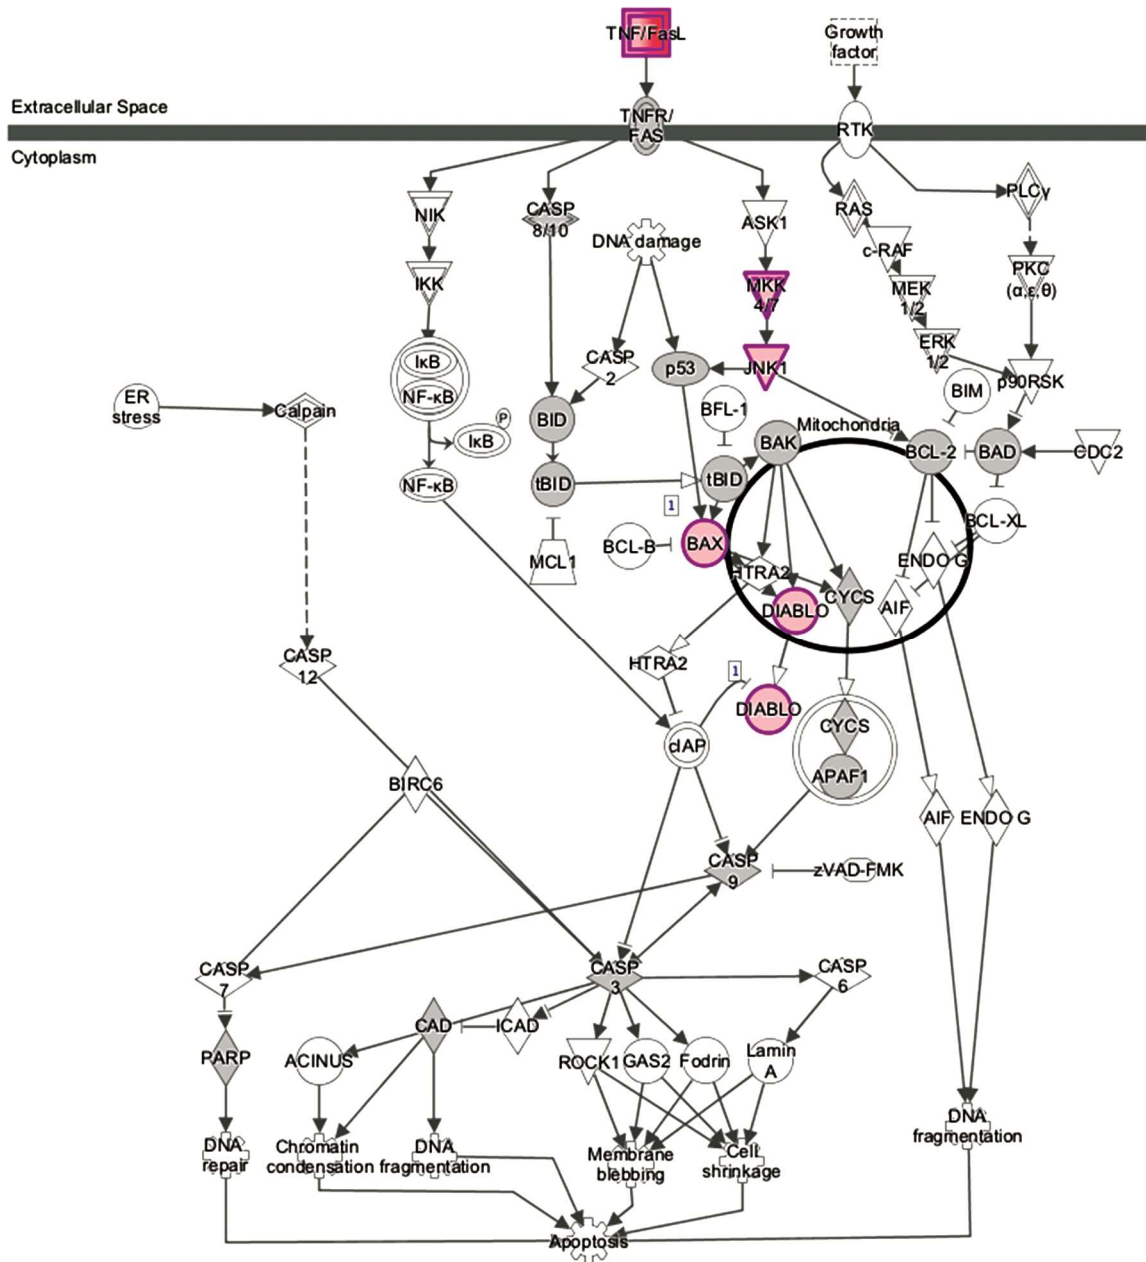 TNF/FasL
Growth
factor
Extracellular Space
TNFR/
FAS
RTK
Cytoplasm
NIK
CASP
8/10
ASK1
RAS
PLCγ
DNA damage
c-RAF
IKK
MKK
4/7
MEK
1/2
PKC
(α,ε,θ)
IκB
NF-κB
CASP
2
p53
JNK1
ERK
1/2
p90RSK
ER
stress
Calpain
P
IκB
BID
BFL-1
BIM
Mitochondria
BAK
BCL-2
BAD
CDC2
NF-κB
tBID
tBID
1
BCL-XL
MCL1
BCL-B
BAX
HTRA2
ENDO G
DIABLO
CYCS
AIF
CASP
12
HTRA2
1
DIABLO
cIAP
CYCS
APAF1
BIRC6
AIF
ENDO G
CASP
9
zVAD-FMK
CASP
7
CASP
3
CASP
6
CAD
ICAD
PARP
ACINUS
ROCK1
GAS2
Fodrin
Lamin
A
DNA
repair
Chromatin
condensation
DNA
fragmentation
Membrane
blebbing
Cell
shrinkage
DNA
fragmentation
Apoptosis